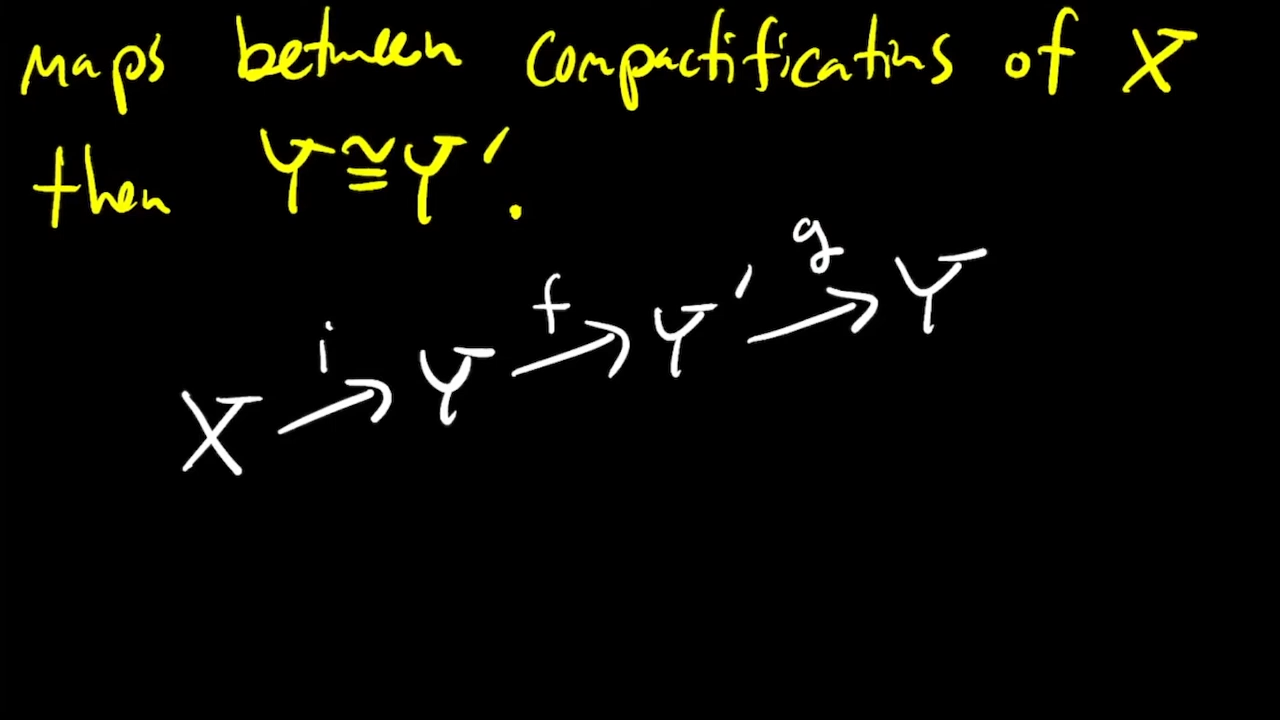 maps between compactifications of X
then Y ≅ Y'.
X →i Y →f Y' →g Y